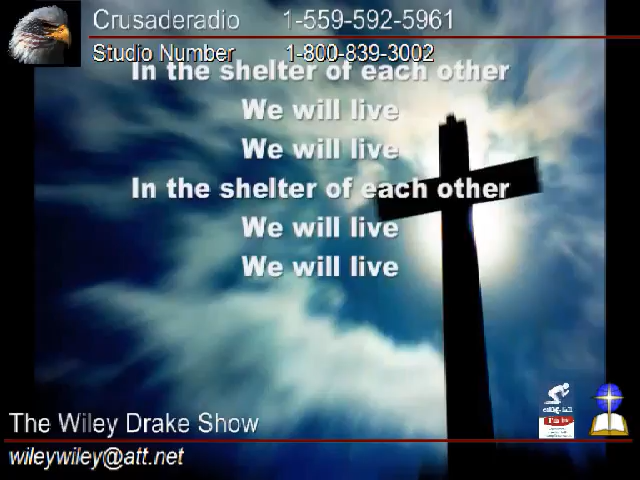 Crusaderadio 1-559-592-5961
Studio Number 1-800-839-3002
In the shelter of each other
We will live
We will live
In the shelter of each other
We will live
We will live
The Wiley Drake Show
wileywiley@att.net